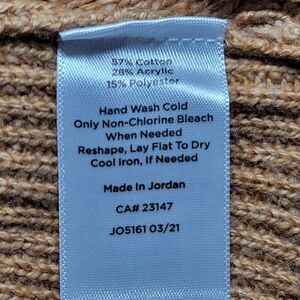 57% Cotton
28% Acrylic
15% Polyester
Hand Wash Cold
Only Non-Chlorine Bleach
When Needed
Reshape, Lay Flat To Dry
Cool Iron, If Needed
Made In Jordan
CA# 23147
JO5161 03/21